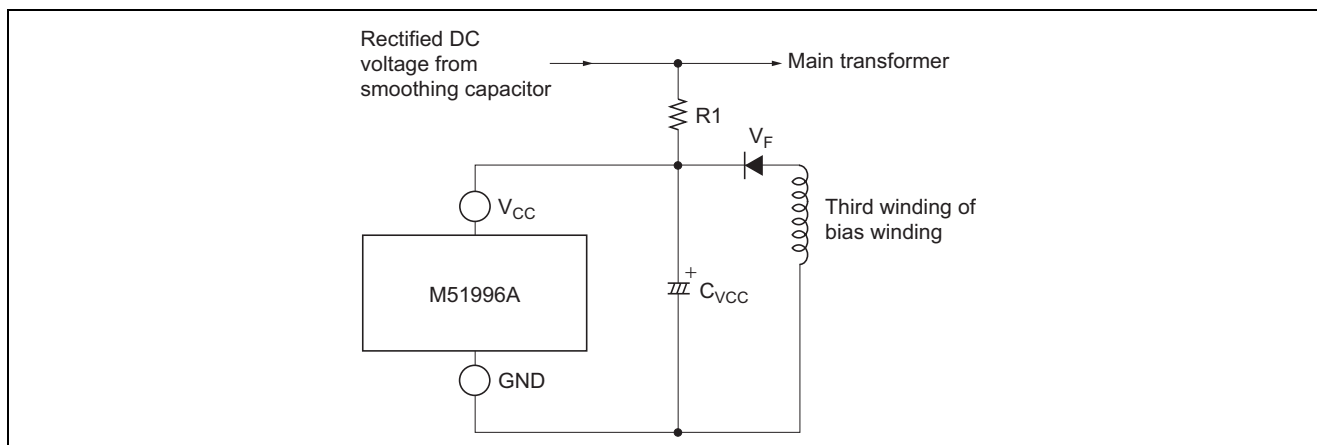 Rectified DC
voltage from
smoothing capacitor
Main transformer
R1
VF
VCC
Third winding of
bias winding
M51996A
+
CVCC
GND